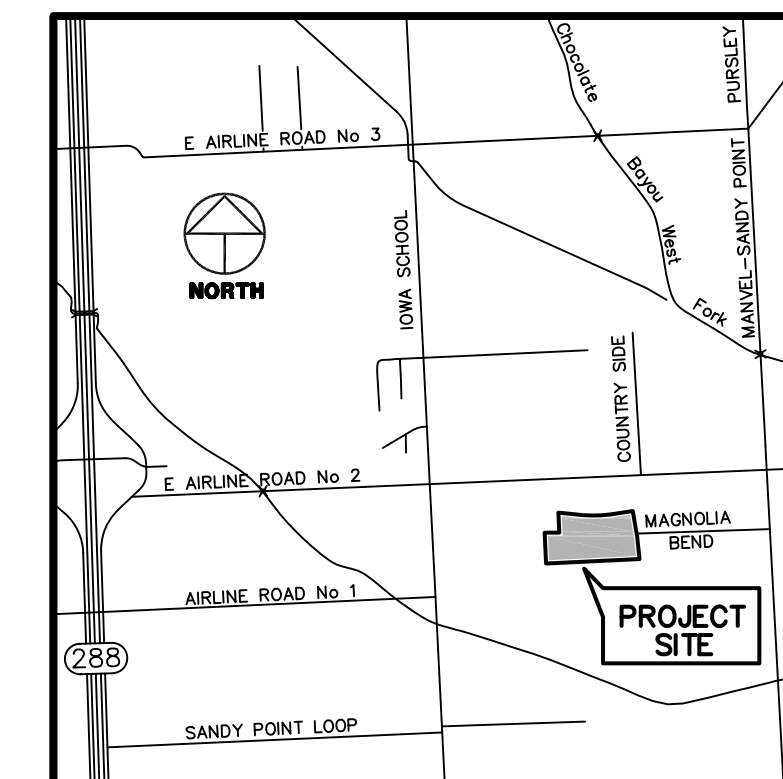 Chocolate
PURSLEY
E AIRLINE ROAD No 3
Bayou
MANVEL-SANDY POINT
West
IOWA SCHOOL
NORTH
Fork
COUNTRY SIDE
E AIRLINE ROAD No 2
MAGNOLIA
BEND
AIRLINE ROAD No 1
PROJECT
SITE
288
SANDY POINT LOOP